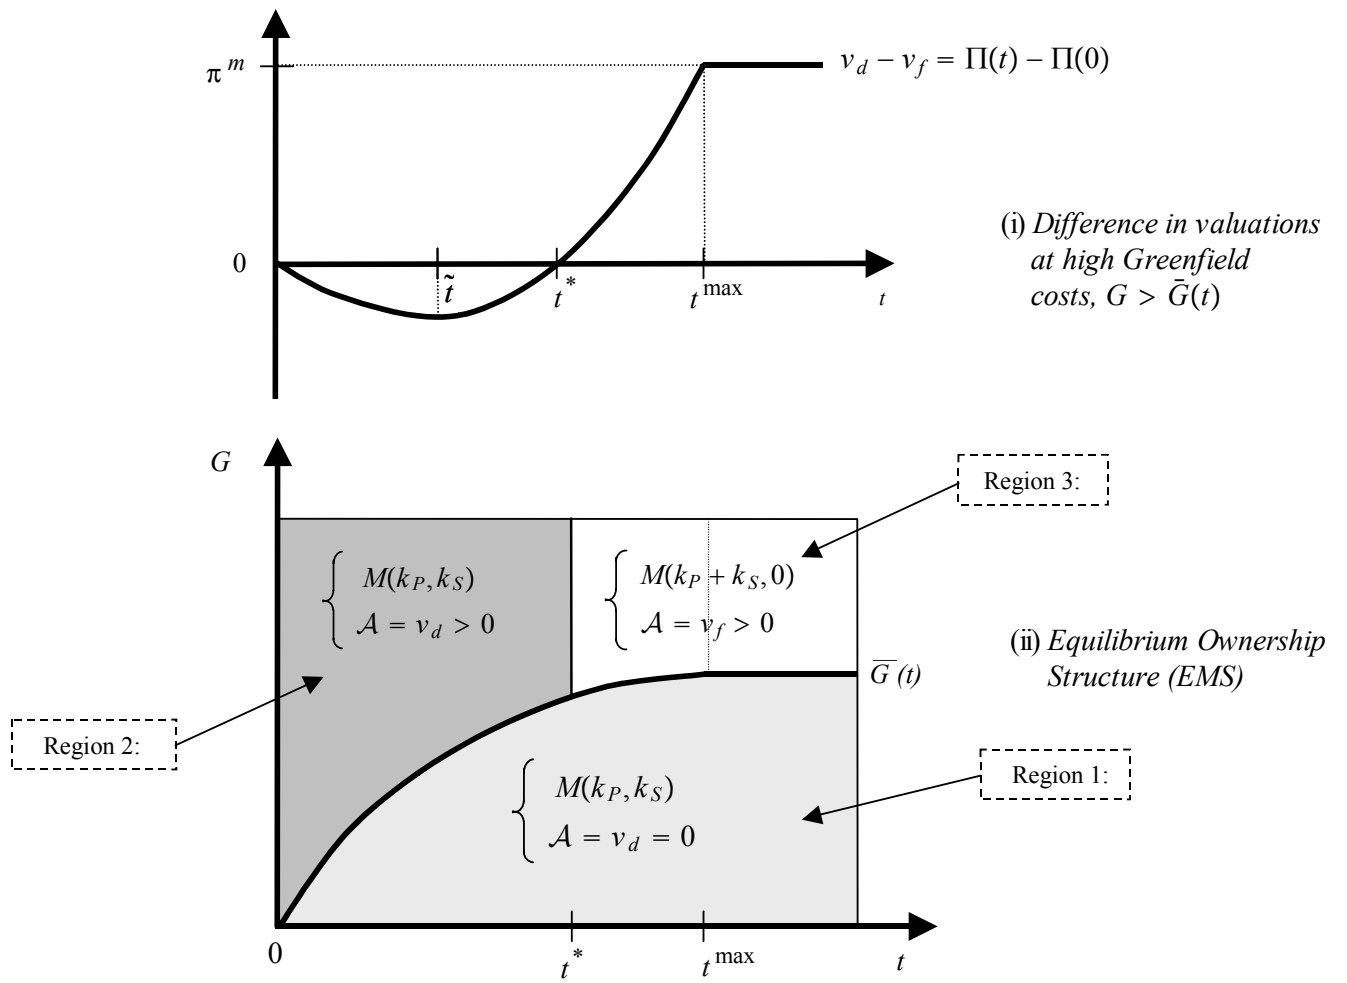 π^m
v_d − v_f = Π(t) − Π(0)
(i) Difference in valuations
at high Greenfield
costs, G > Ḡ(t)
0
t̃
t^*
t^max
t
G
Region 3:
M(k_P, k_S)
𝒜 = v_d > 0
M(k_P + k_S, 0)
𝒜 = v_f > 0
(ii) Equilibrium Ownership
Structure (EMS)
G̅ (t)
Region 2:
Region 1:
M(k_P, k_S)
𝒜 = v_d = 0
0
t^*
t^max
t